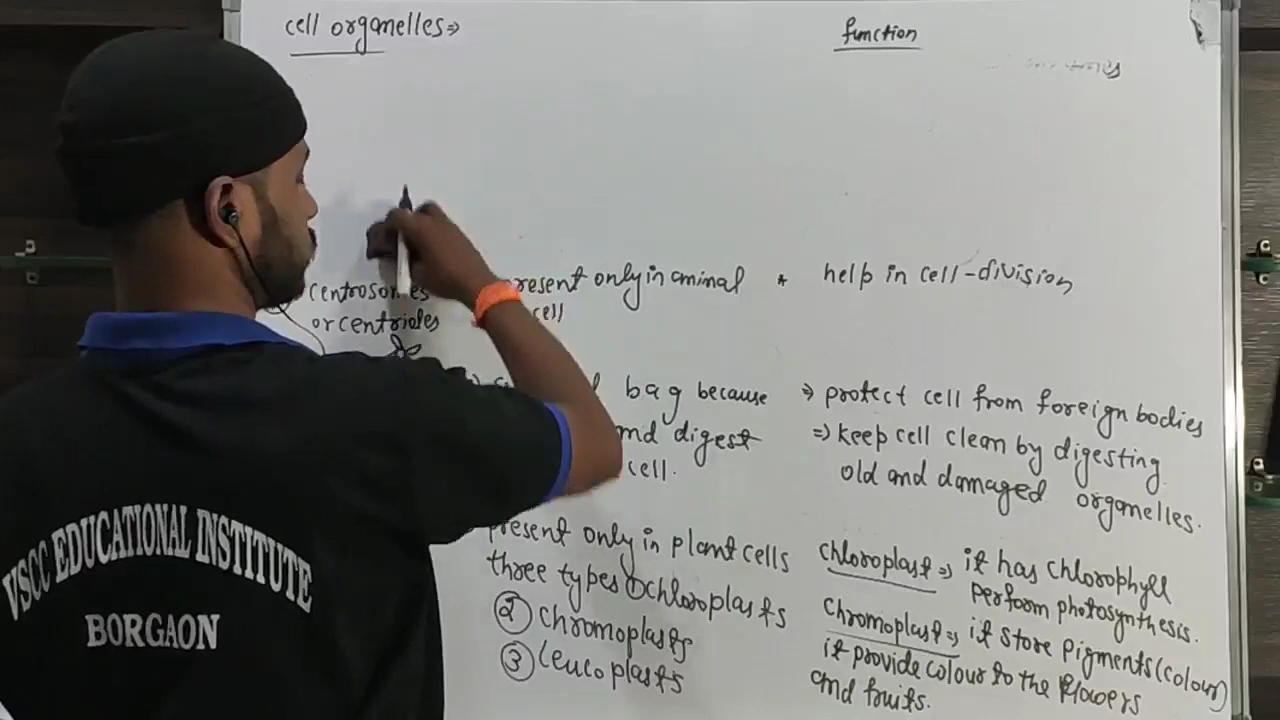 cell organelles⇒
function
centrosomes
or centrioles
present only in animal
cell
* help in cell-division
bag because
and digest
cell.
⇒ protect cell from foreign bodies
⇒ keep cell clean by digesting
old and damaged organelles.
present only in plant cells
three types ① chloroplasts
② chromoplasts
③ Leucoplasts
chloroplast ⇒ it has chlorophyll
perform photosynthesis.
chromoplast ⇒ it store pigments (colour)
it provide colour to the flowers
and fruits.
VSCC EDUCATIONAL INSTITUTE
BORGAON